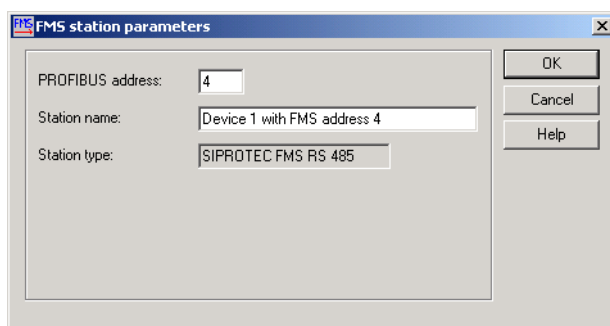 FMS FMS station parameters
OK
PROFIBUS address: 4
Cancel
Station name: Device 1 with FMS address 4
Help
Station type: SIPROTEC FMS RS 485